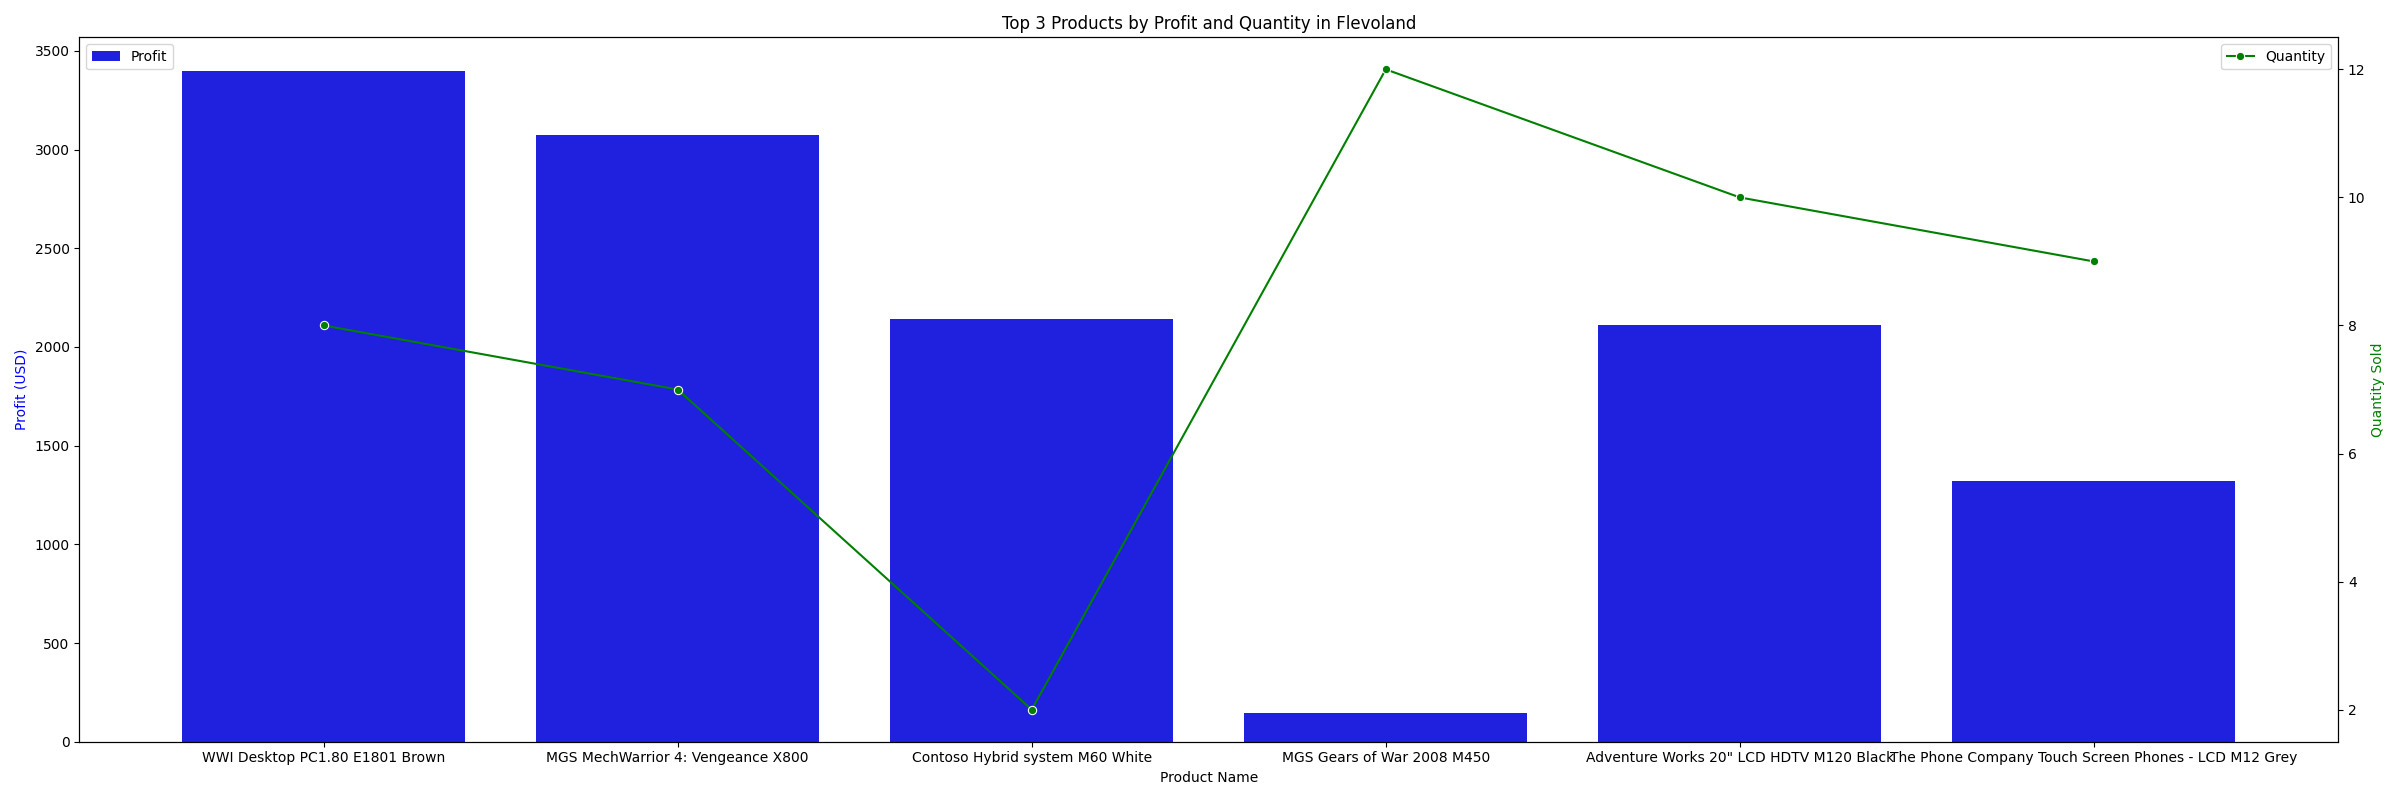 Top 3 Products by Profit and Quantity in Flevoland
Profit
Quantity
3500
3000
2500
2000
1500
1000
500
0
Profit (USD)
12
10
8
6
4
2
Quantity Sold
WWI Desktop PC1.80 E1801 Brown
MGS MechWarrior 4: Vengeance X800
Contoso Hybrid system M60 White
MGS Gears of War 2008 M450
Adventure Works 20" LCD HDTV M120 Black
The Phone Company Touch Screen Phones - LCD M12 Grey
Product Name